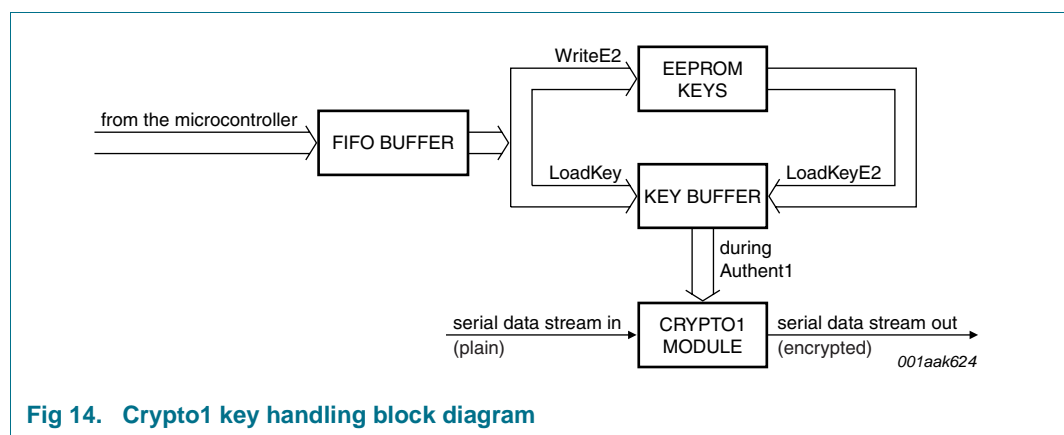 WriteE2
EEPROM
KEYS
from the microcontroller
FIFO BUFFER
LoadKey
LoadKeyE2
KEY BUFFER
during
Authent1
serial data stream in
(plain)
CRYPTO1
MODULE
serial data stream out
(encrypted)
001aak624
Fig 14. Crypto1 key handling block diagram